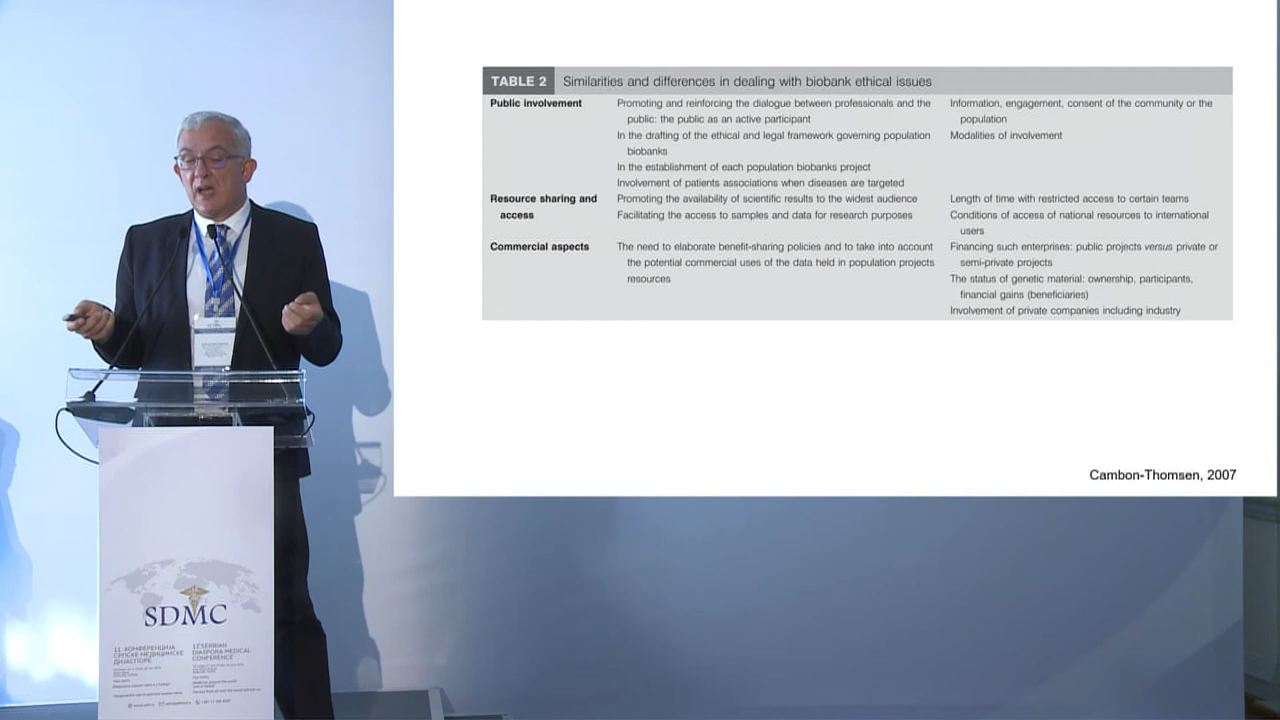 TABLE 2 Similarities and differences in dealing with biobank ethical issues
Public involvement
Promoting and reinforcing the dialogue between professionals and the
public: the public as an active participant
In the drafting of the ethical and legal framework governing population
biobanks
In the establishment of each population biobanks project
Involvement of patients associations when diseases are targeted
Information, engagement, consent of the community or the
population
Modalities of involvement
Resource sharing and
access
Promoting the availability of scientific results to the widest audience
Facilitating the access to samples and data for research purposes
Length of time with restricted access to certain teams
Conditions of access of national resources to international
users
Commercial aspects
The need to elaborate benefit-sharing policies and to take into account
the potential commercial uses of the data held in population projects
resources
Financing such enterprises: public projects versus private or
semi-private projects
The status of genetic material: ownership, participants,
financial gains (beneficiaries)
Involvement of private companies including industry
Cambon-Thomsen, 2007
SDMC
11. КОНФЕРЕНЦИЈА
СРПСКЕ МЕДИЦИНСКЕ
ДИЈАСПОРЕ
SERBIAN
DIASPORA MEDICAL
CONFERENCE